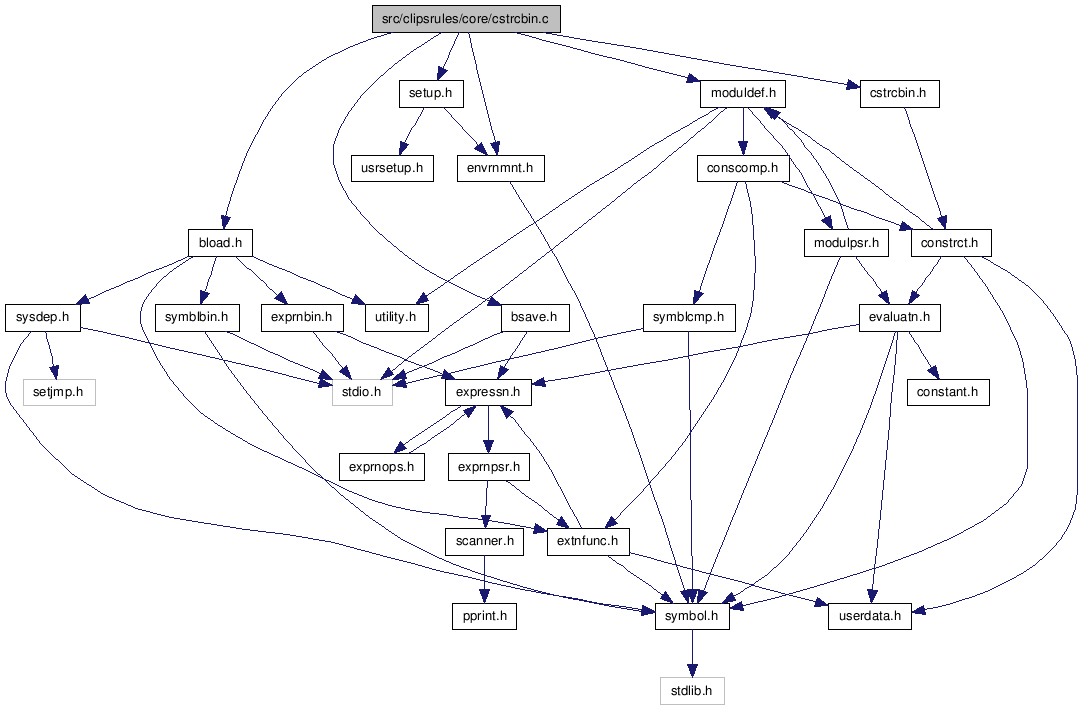 src/clipsrules/core/cstrcbin.c
setup.h
moduldef.h
cstrcbin.h
usrsetup.h
envrnmnt.h
conscomp.h
bload.h
modulpsr.h
constrct.h
sysdep.h
symblbin.h
exprnbin.h
utility.h
bsave.h
symblcmp.h
evaluatn.h
setjmp.h
stdio.h
expressn.h
constant.h
exprnops.h
exprnpsr.h
scanner.h
extnfunc.h
pprint.h
symbol.h
userdata.h
stdlib.h